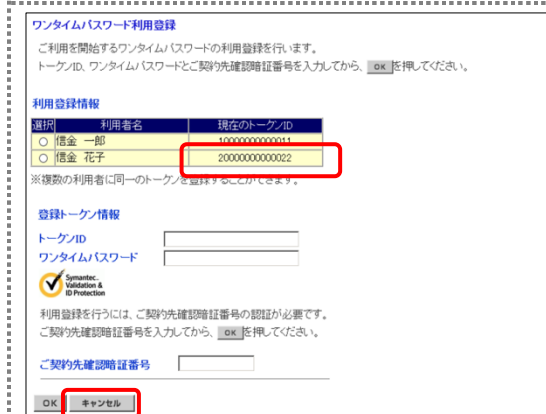 ワンタイムパスワード利用登録
ご利用を開始するワンタイムパスワードの利用登録を行います。
トークンID、ワンタイムパスワードとご契約先確認暗証番号を入力してから、 OK を押してください。
利用登録情報
選択 利用者名 現在のトークンID
信金 一郎 10000000000011
信金 花子 20000000000022
※複数の利用者に同一のトークンを登録することができます。
登録トークン情報
トークンID
ワンタイムパスワード
Symantec.
Validation &
ID Protection
利用登録を行うには、ご契約先確認暗証番号の認証が必要です。
ご契約先確認暗証番号を入力してから、 OK を押してください。
ご契約先確認暗証番号
OK キャンセル